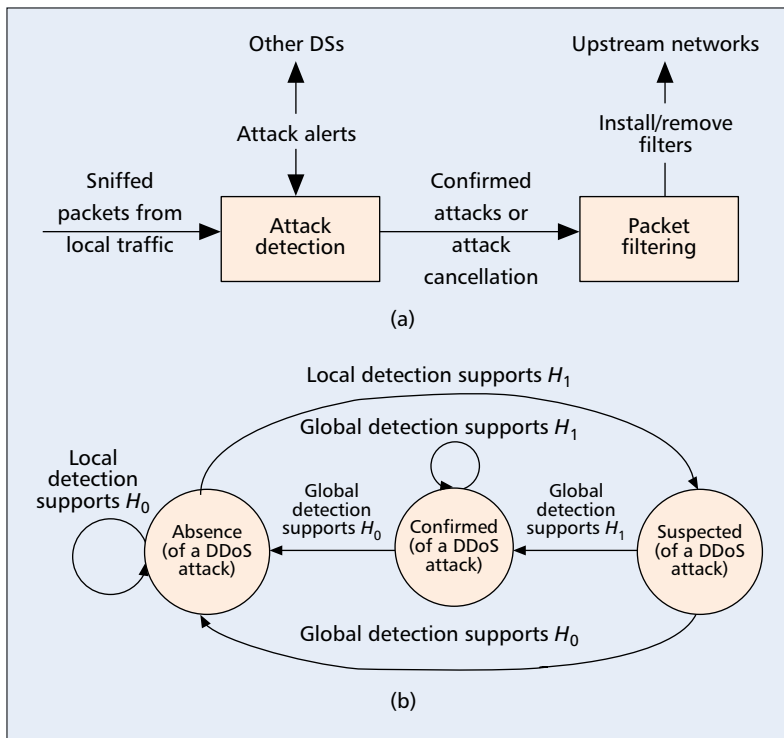 Other DSs
Upstream networks
Attack alerts
Install/remove
filters
Sniffed
packets from
local traffic
Attack
detection
Confirmed
attacks or
attack
cancellation
Packet
filtering
(a)
Local detection supports H1
Global detection supports H1
Local
detection
supports H0
Absence
(of a DDoS
attack)
Global
detection
supports H0
Confirmed
(of a DDoS
attack)
Global
detection
supports H1
Suspected
(of a DDoS
attack)
Global detection supports H0
(b)